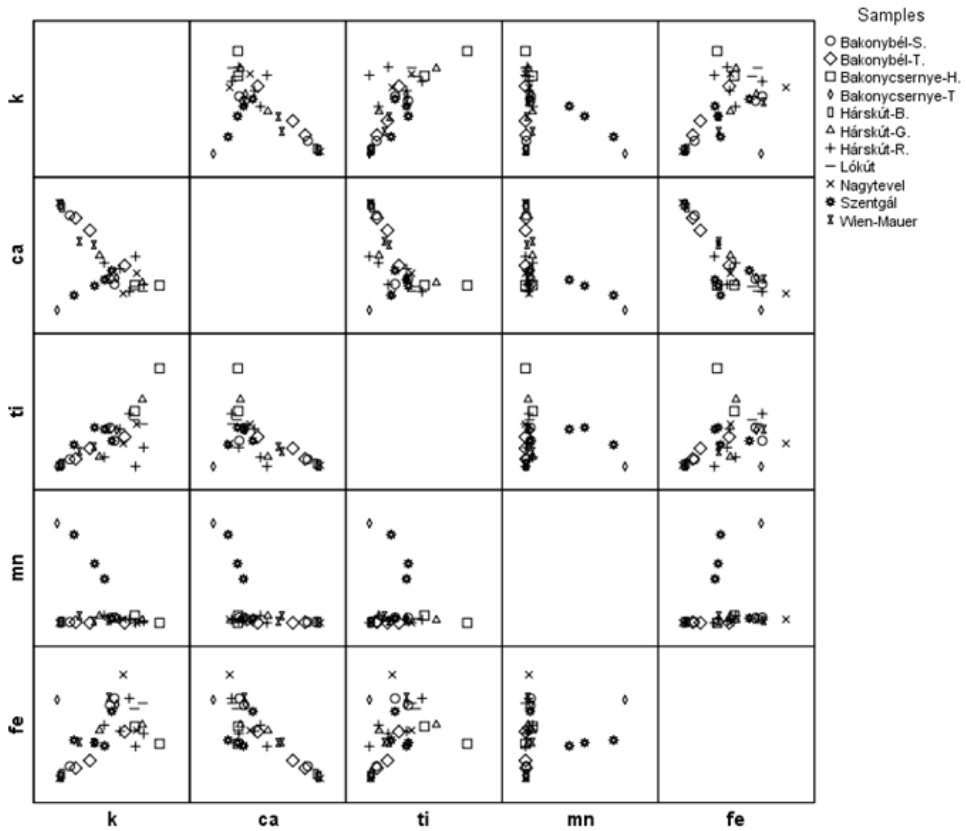 Samples
Bakonybél-S.
Bakonybél-T.
Bakonycsernye-H.
Bakonycsernye-T
Hárskút-B.
Hárskút-G.
Hárskút-R.
Lókút
Nagytevel
Szentgál
Wien-Mauer
k
ca
ti
mn
fe
k
ca
ti
mn
fe